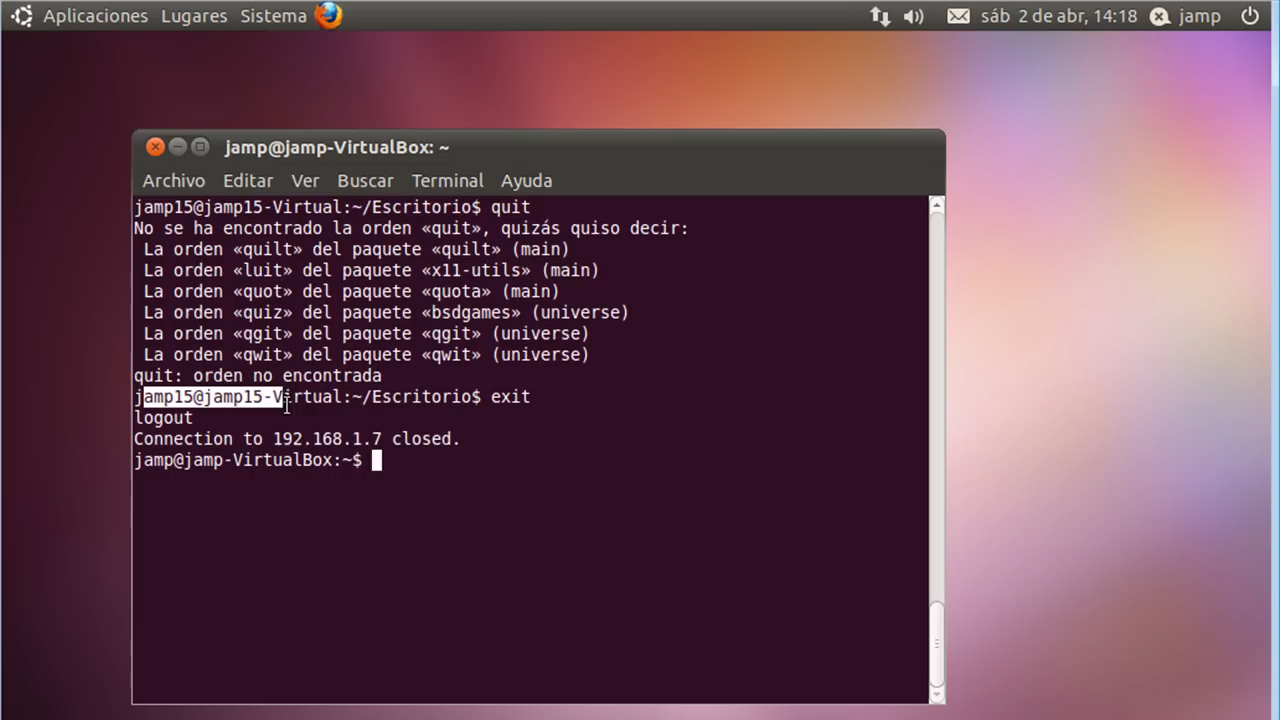 Aplicaciones Lugares Sistema sáb 2 de abr, 14:18 jamp
jamp@jamp-VirtualBox: ~
Archivo Editar Ver Buscar Terminal Ayuda
jamp15@jamp15-Virtual:~/Escritorio$ quit
No se ha encontrado la orden «quit», quizás quiso decir:
La orden «quilt» del paquete «quilt» (main)
La orden «luit» del paquete «x11-utils» (main)
La orden «quot» del paquete «quota» (main)
La orden «quiz» del paquete «bsdgames» (universe)
La orden «qgit» del paquete «qgit» (universe)
La orden «qwit» del paquete «qwit» (universe)
quit: orden no encontrada
jamp15@jamp15-Virtual:~/Escritorio$ exit
logout
Connection to 192.168.1.7 closed.
jamp@jamp-VirtualBox:~$